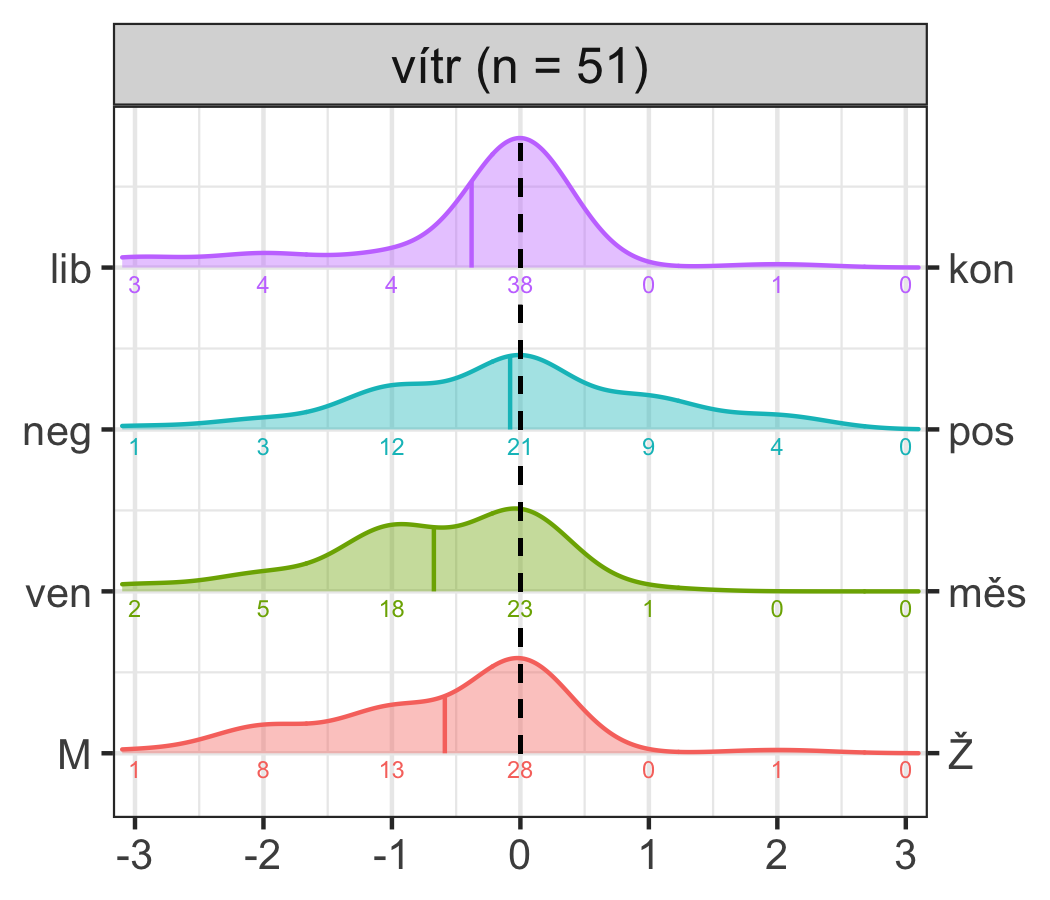 vítr (n = 51)
lib kon
3 4 4 38 0 1 0
neg pos
1 3 12 21 9 4 0
ven měs
2 5 18 23 1 0 0
M Ž
1 8 13 28 0 1 0
-3 -2 -1 0 1 2 3